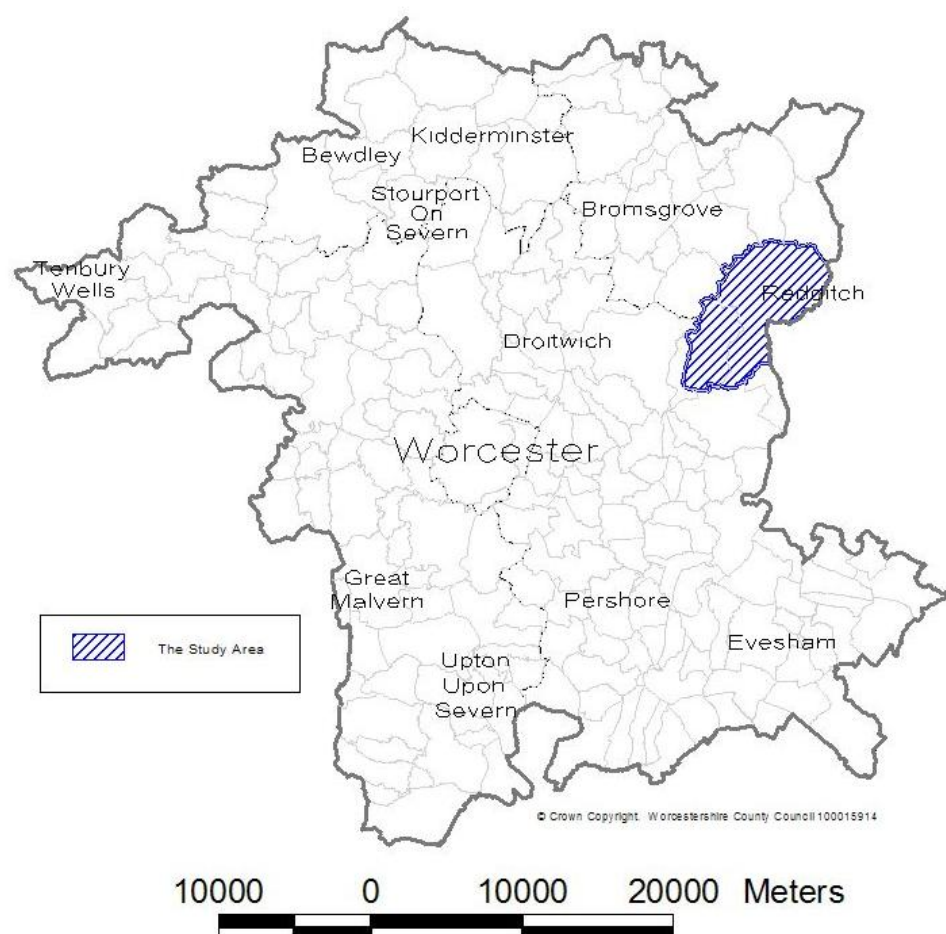 Kidderminster
Bewdley
Stourport
On
Severn
Bromsgrove
Tenbury
Wells
Redditch
Droitwich
Worcester
Great
Malvern
Pershore
The Study Area
Evesham
Upton
Upon
Severn
© Crown Copyright. Worcestershire County Council 100015914
10000 0 10000 20000 Meters